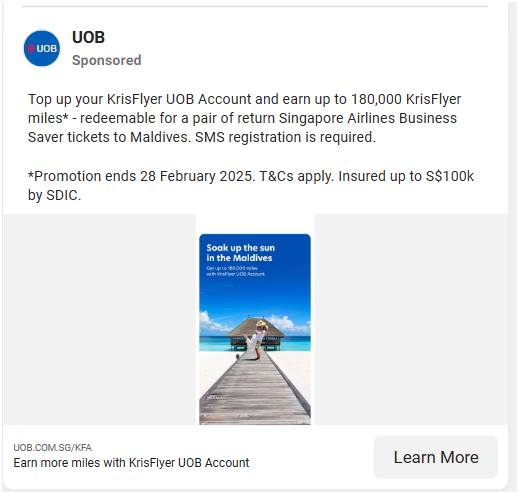 UOB
UOB
Sponsored
Top up your KrisFlyer UOB Account and earn up to 180,000 KrisFlyer
miles* - redeemable for a pair of return Singapore Airlines Business
Saver tickets to Maldives. SMS registration is required.
*Promotion ends 28 February 2025. T&Cs apply. Insured up to S$100k
by SDIC.
Soak up the sun
in the Maldives
Get up to 180,000 miles
with KrisFlyer UOB Account
UOB.COM.SG/KFA
Earn more miles with KrisFlyer UOB Account
Learn More